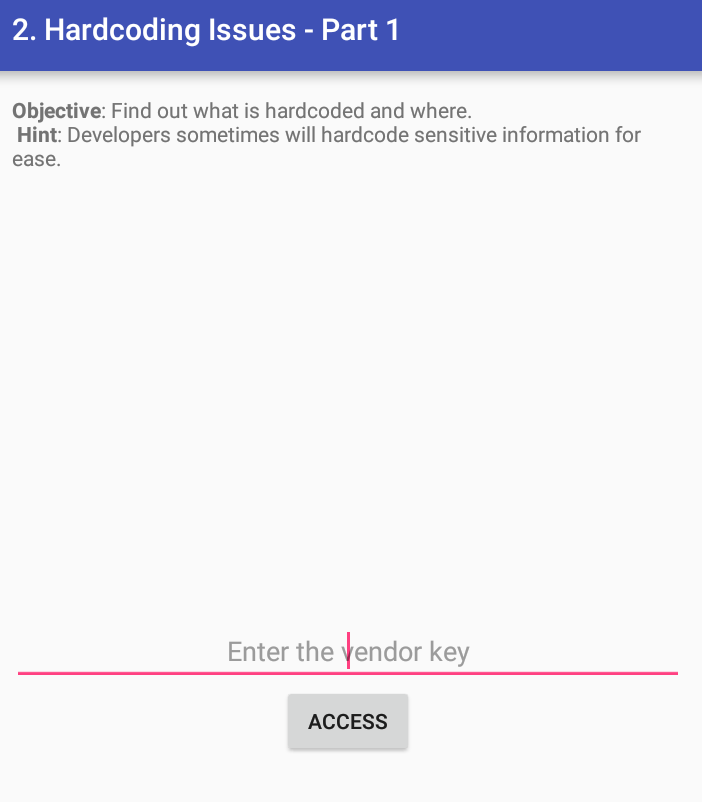 2. Hardcoding Issues - Part 1
Objective: Find out what is hardcoded and where.
Hint: Developers sometimes will hardcode sensitive information for
ease.
Enter the vendor key
ACCESS